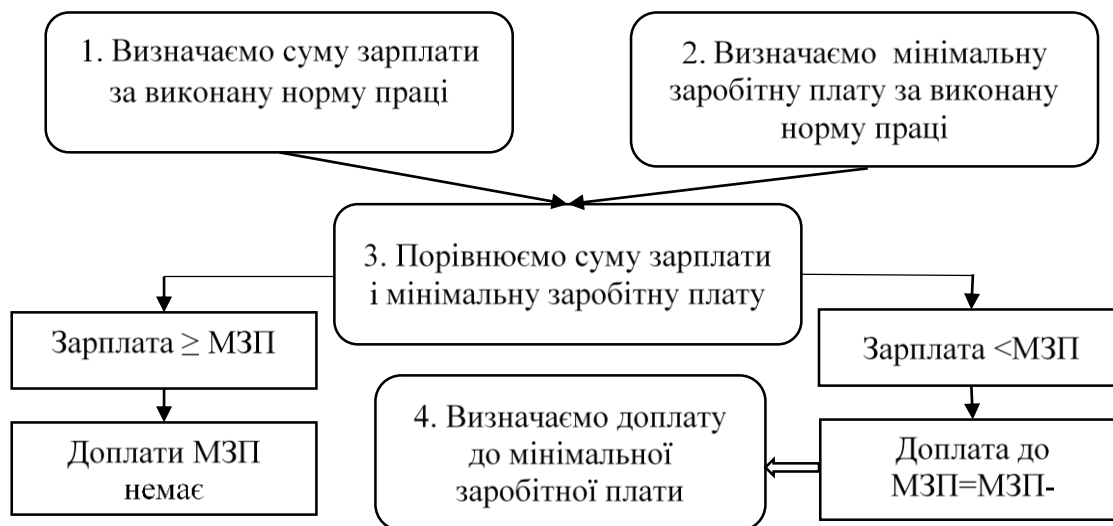 1. Визначаємо суму зарплати
за виконану норму праці
2. Визначаємо мінімальну
заробітну плату за виконану
норму праці
3. Порівнюємо суму зарплати
і мінімальну заробітну плату
Зарплата ≥ МЗП
Зарплата <МЗП
Доплати МЗП
немає
4. Визначаємо доплату
до мінімальної
заробітної плати
Доплата до
МЗП=МЗП-